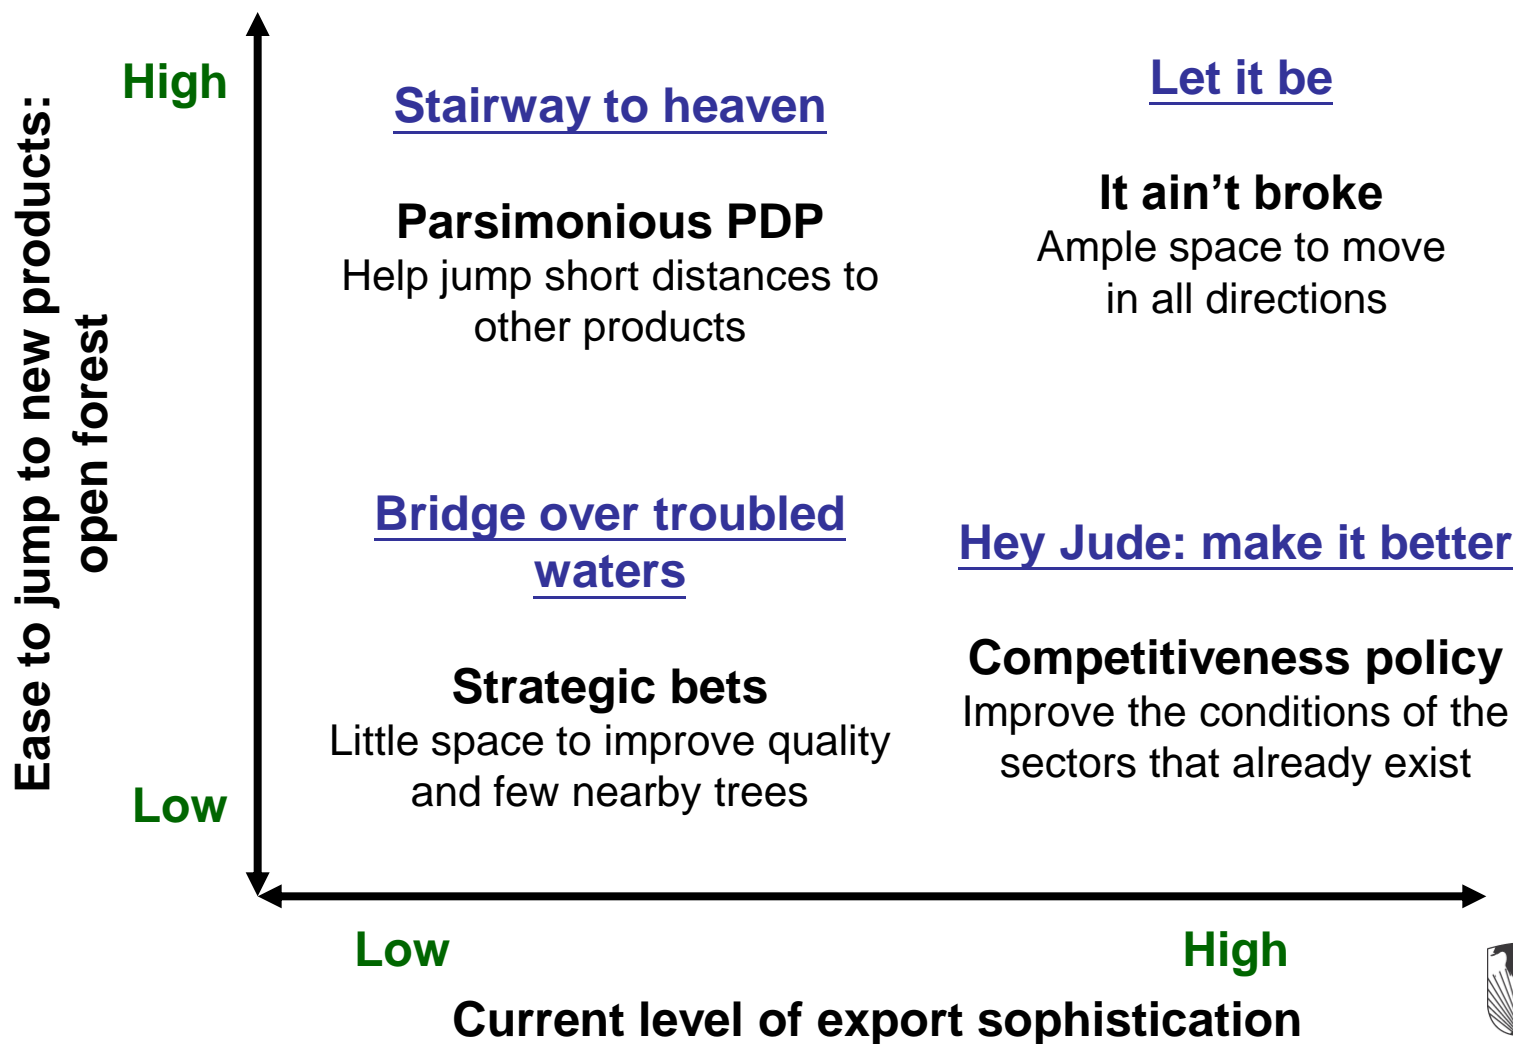 Ease to jump to new products:
open forest
High
Low
Stairway to heaven
Parsimonious PDP
Help jump short distances to
other products
Let it be
It ain’t broke
Ample space to move
in all directions
Bridge over troubled
waters
Strategic bets
Little space to improve quality
and few nearby trees
Hey Jude: make it better
Competitiveness policy
Improve the conditions of the
sectors that already exist
Low
High
Current level of export sophistication